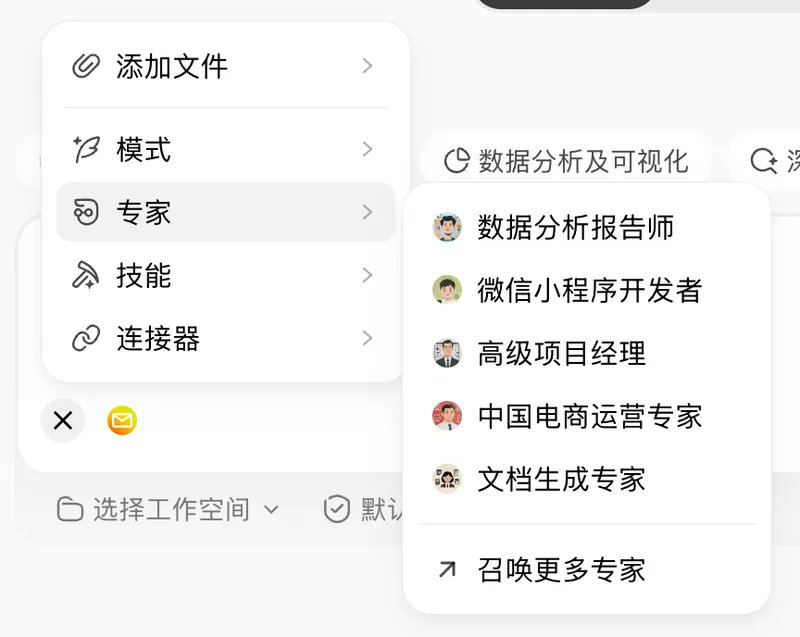 添加文件
模式
专家
技能
连接器
数据分析及可视化
数据分析报告师
微信小程序开发者
高级项目经理
中国电商运营专家
文档生成专家
召唤更多专家
选择工作空间
默